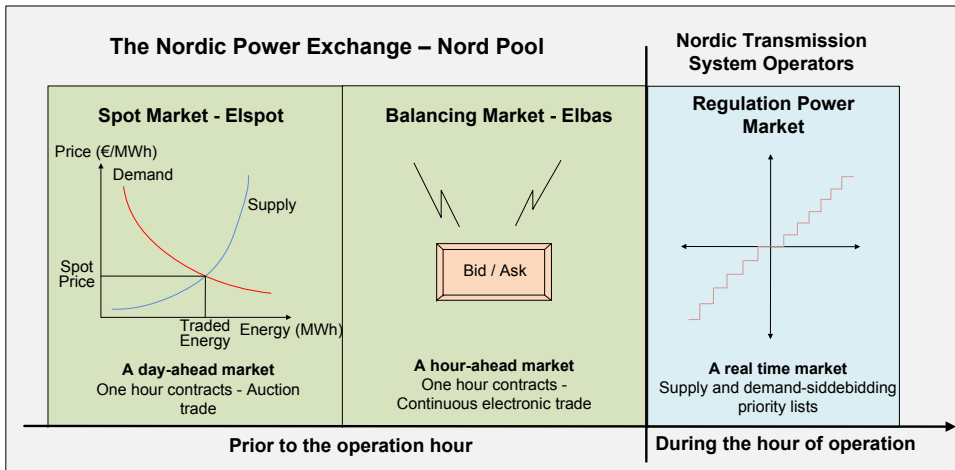 The Nordic Power Exchange – Nord Pool
Nordic Transmission
System Operators
Spot Market - Elspot
Price (€/MWh)
Demand
Supply
Spot
Price
Traded
Energy
Energy (MWh)
A day-ahead market
One hour contracts - Auction
trade
Balancing Market - Elbas
Bid / Ask
A hour-ahead market
One hour contracts -
Continuous electronic trade
Regulation Power
Market
A real time market
Supply and demand-siddebidding
priority lists
Prior to the operation hour
During the hour of operation